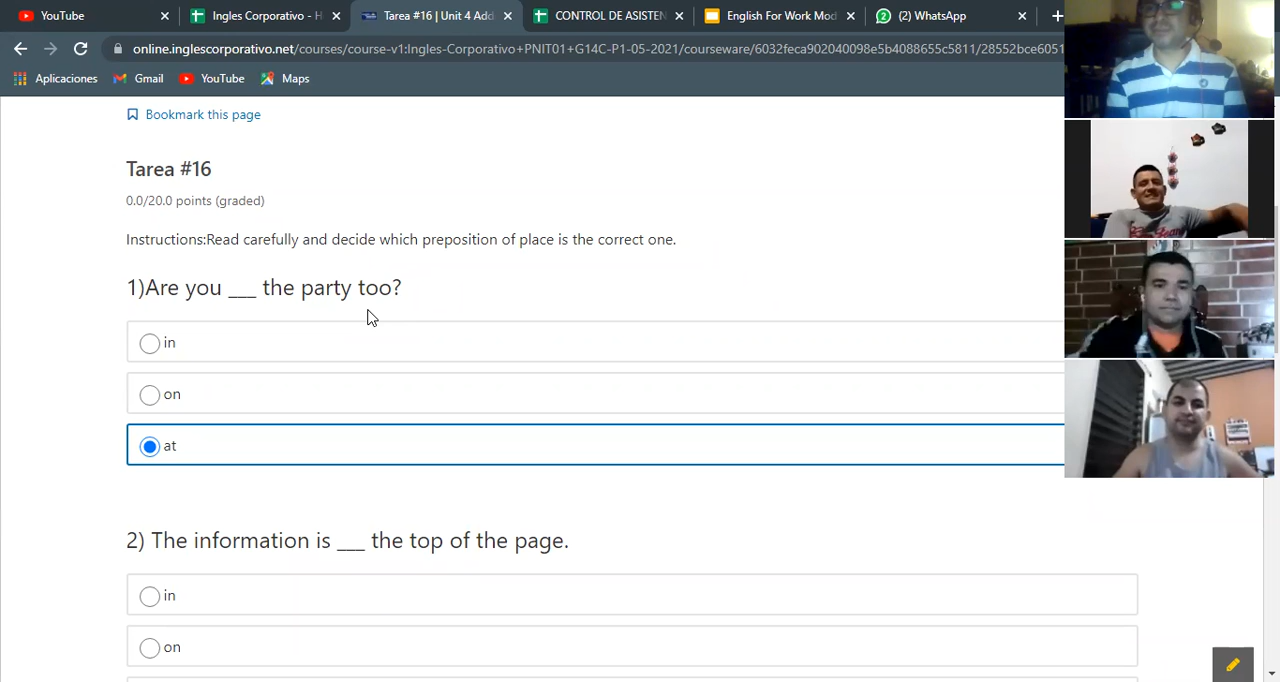 YouTube
Ingles Corporativo - H
Tarea #16 | Unit 4 Add
CONTROL DE ASISTEN
English For Work Mod
(2) WhatsApp
online.inglescorporativo.net/courses/course-v1:Ingles-Corporativo+PNIT01+G14C-P1-05-2021/courseware/6032feca902040098e5b4088655c5811/28552bce6051
Aplicaciones
Gmail
YouTube
Maps
Bookmark this page
Tarea #16
0.0/20.0 points (graded)
Instructions:Read carefully and decide which preposition of place is the correct one.
1)Are you ___ the party too?
in
on
at
2) The information is ___ the top of the page.
in
on